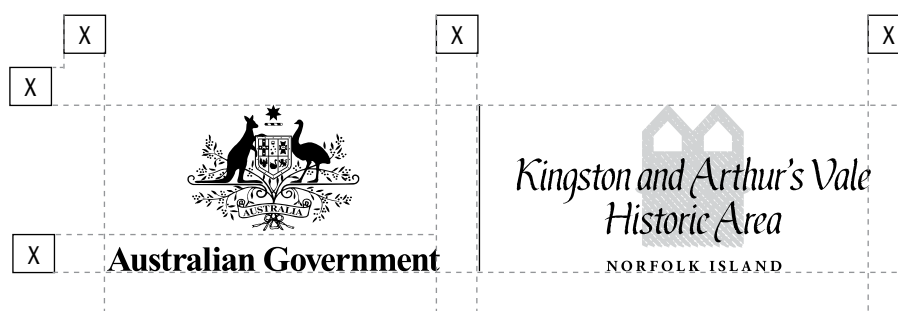 X X X
X
AUSTRALIA
X
Australian Government
Kingston and Arthur's Vale
Historic Area
NORFOLK ISLAND